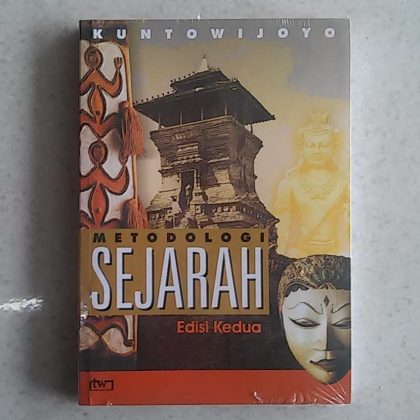 KUNTOWIJOYO
METODOLOGI
SEJARAH
Edisi Kedua
tw